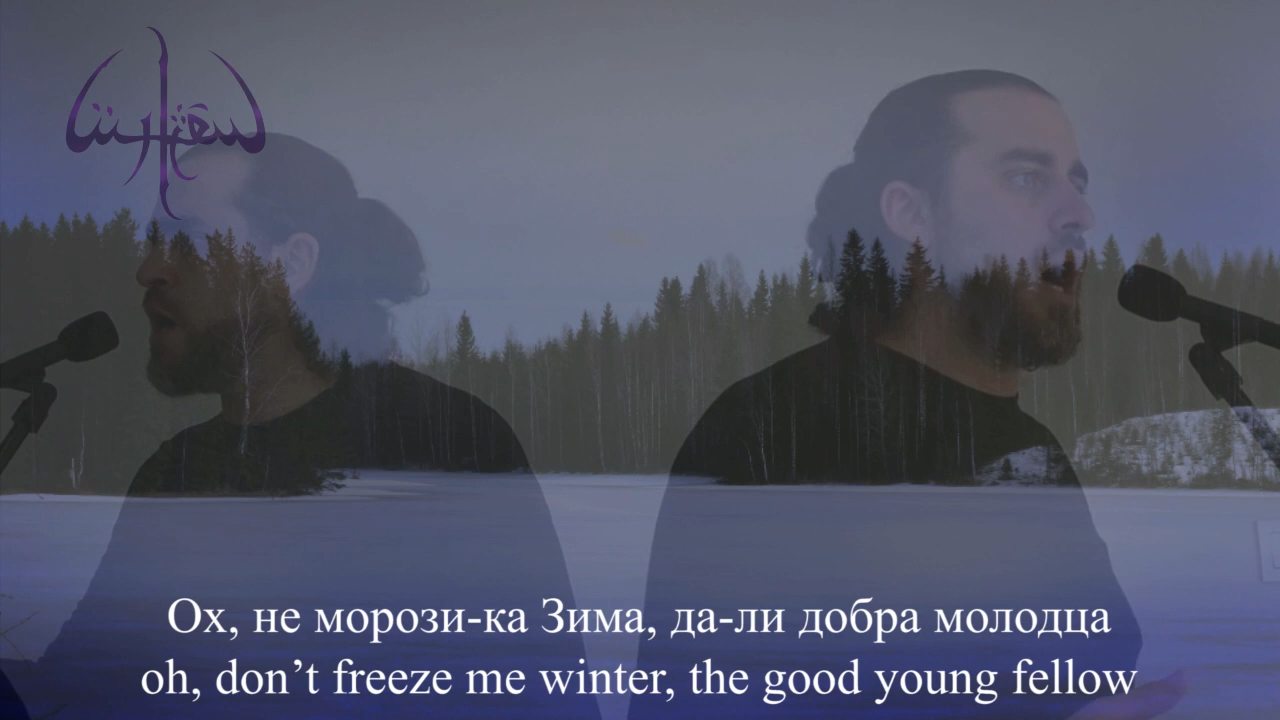 Ох, не морози-ка Зима, да-ли добра молодца
oh, don’t freeze me winter, the good young fellow